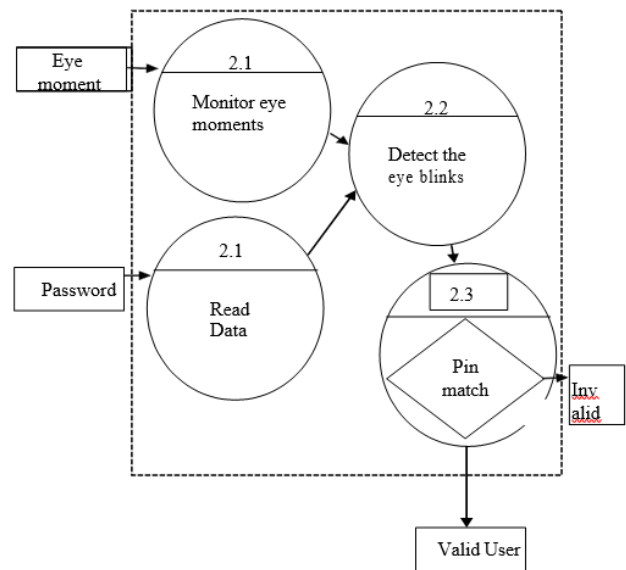 Eye
moment
2.1
Monitor eye
moments
2.2
Detect the
eye blinks
2.1
Read
Data
Password
2.3
Pin
match
Inv
alid
Valid User